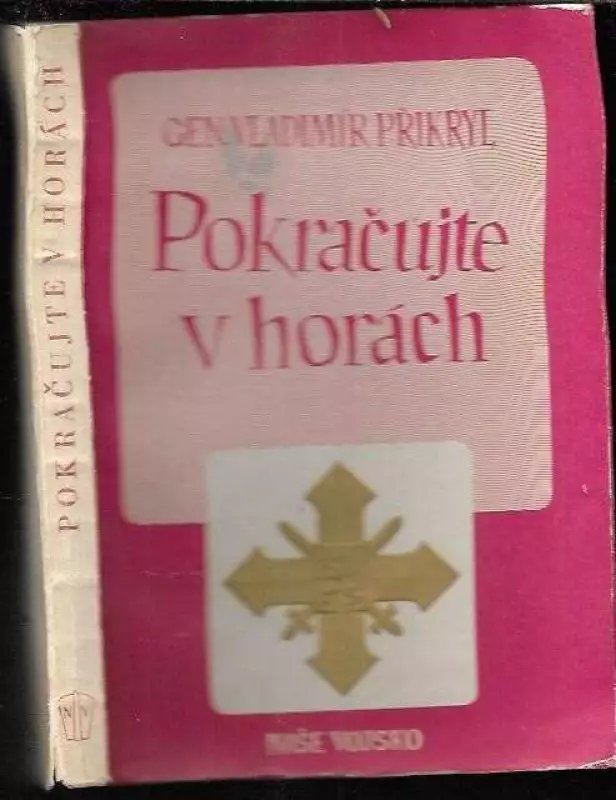 POKRAČUJTE V HORÁCH
GEN. VLADIMÍR PŘIKRYL
Pokračujte
v horách
NAŠE VOJSKO